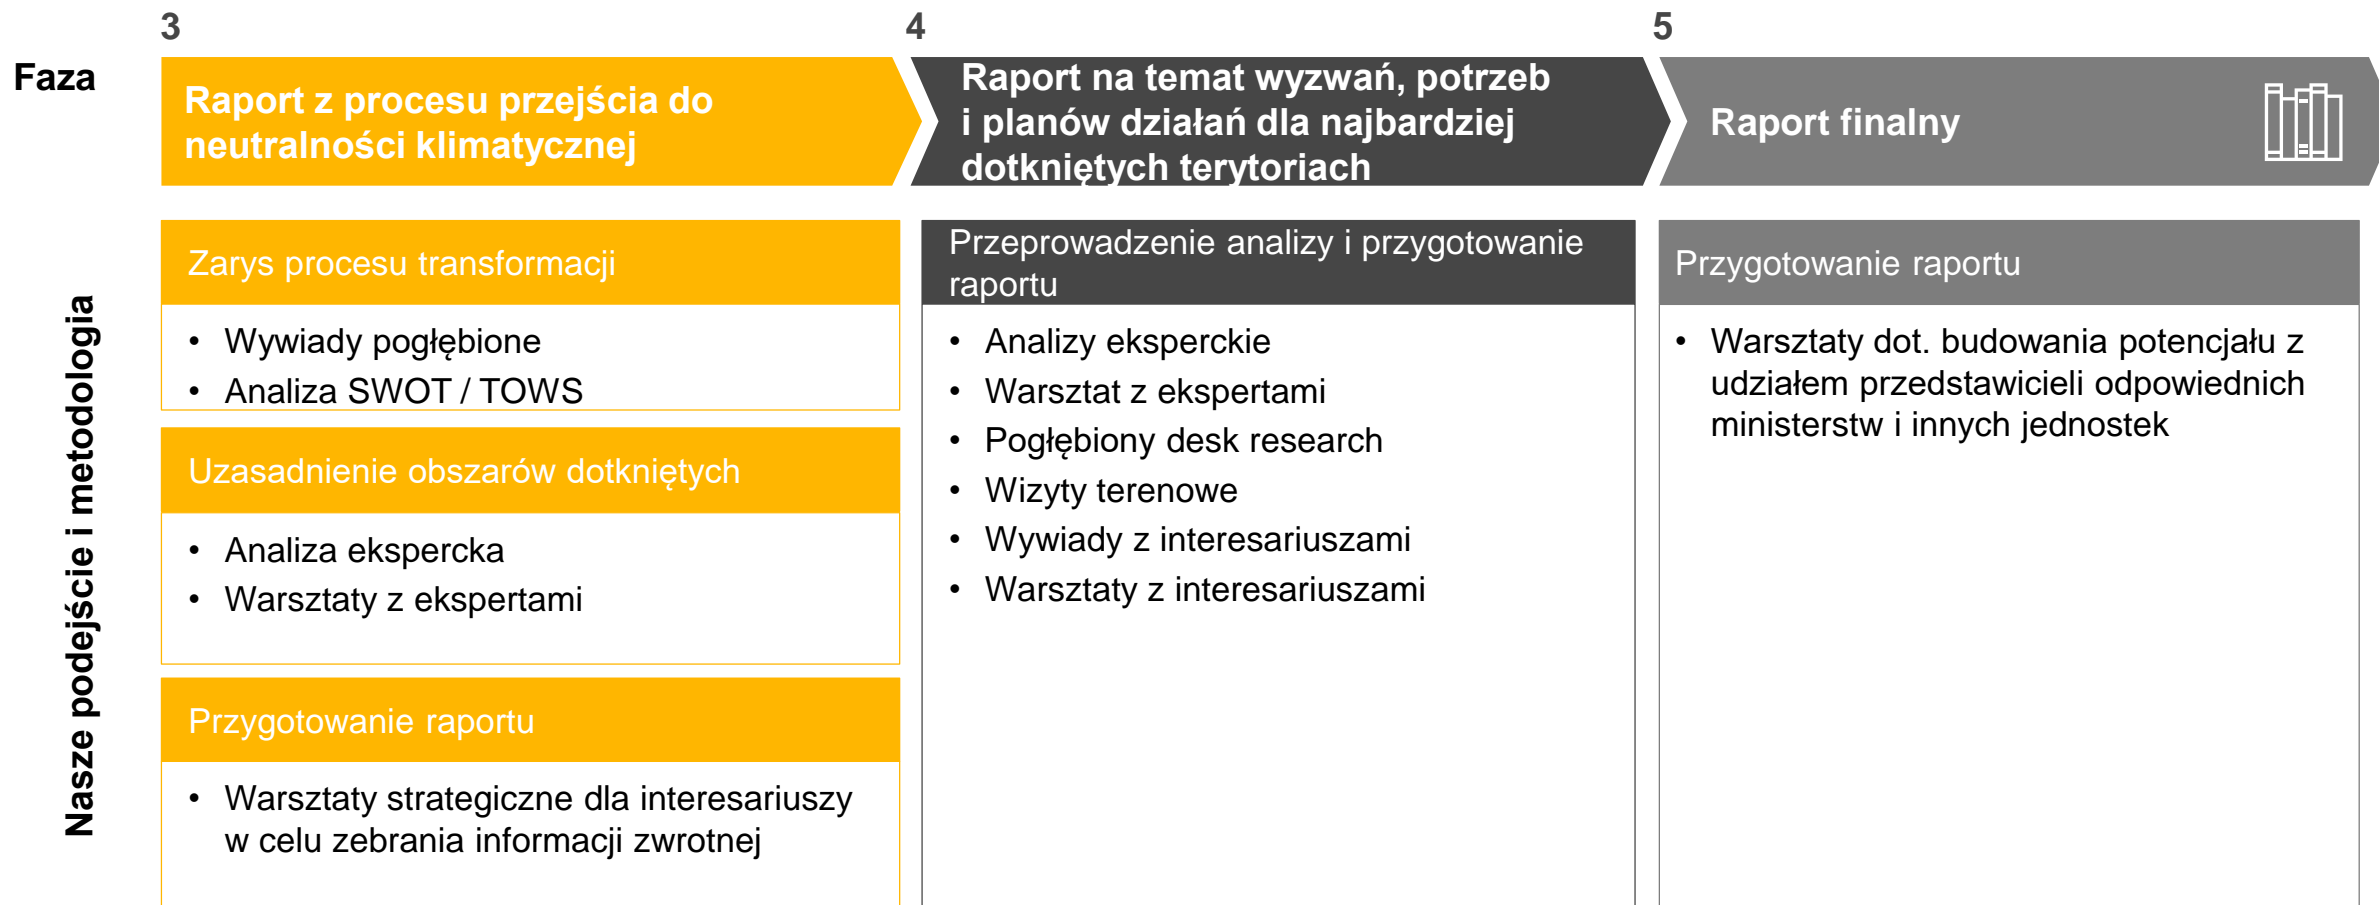 3
4
5
Faza
Raport z procesu przejścia do
neutralności klimatycznej
Raport na temat wyzwań, potrzeb
i planów działań dla najbardziej
dotkniętych terytoriach
Raport finalny
Nasze podejście i metodologia
Zarys procesu transformacji
• Wywiady pogłębione
• Analiza SWOT / TOWS
Uzasadnienie obszarów dotkniętych
• Analiza ekspercka
• Warsztaty z ekspertami
Przygotowanie raportu
• Warsztaty strategiczne dla interesariuszy
w celu zebrania informacji zwrotnej
Przeprowadzenie analizy i przygotowanie
raportu
• Analizy eksperckie
• Warsztat z ekspertami
• Pogłębiony desk research
• Wizyty terenowe
• Wywiady z interesariuszami
• Warsztaty z interesariuszami
Przygotowanie raportu
• Warsztaty dot. budowania potencjału z
udziałem przedstawicieli odpowiednich
ministerstw i innych jednostek